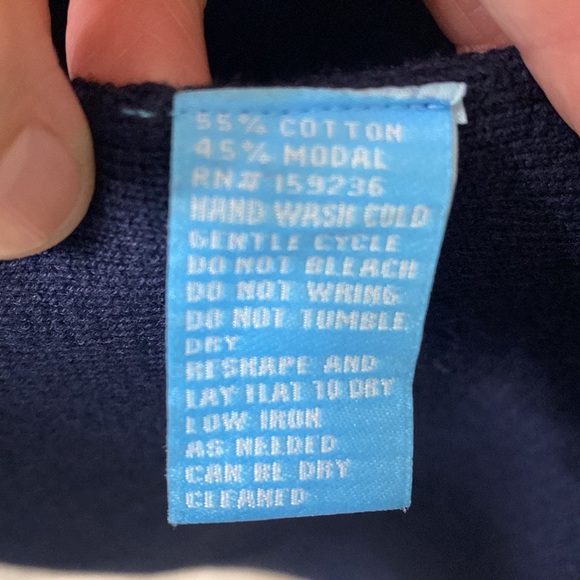 55% COTTON
45% MODAL
RN# 159236
HAND WASH COLD
GENTLE CYCLE
DO NOT BLEACH
DO NOT WRING
DO NOT TUMBLE
DRY
RESHAPE AND
LAY FLAT TO DRY
LOW IRON
AS NEEDED
CAN BE DRY
CLEANED